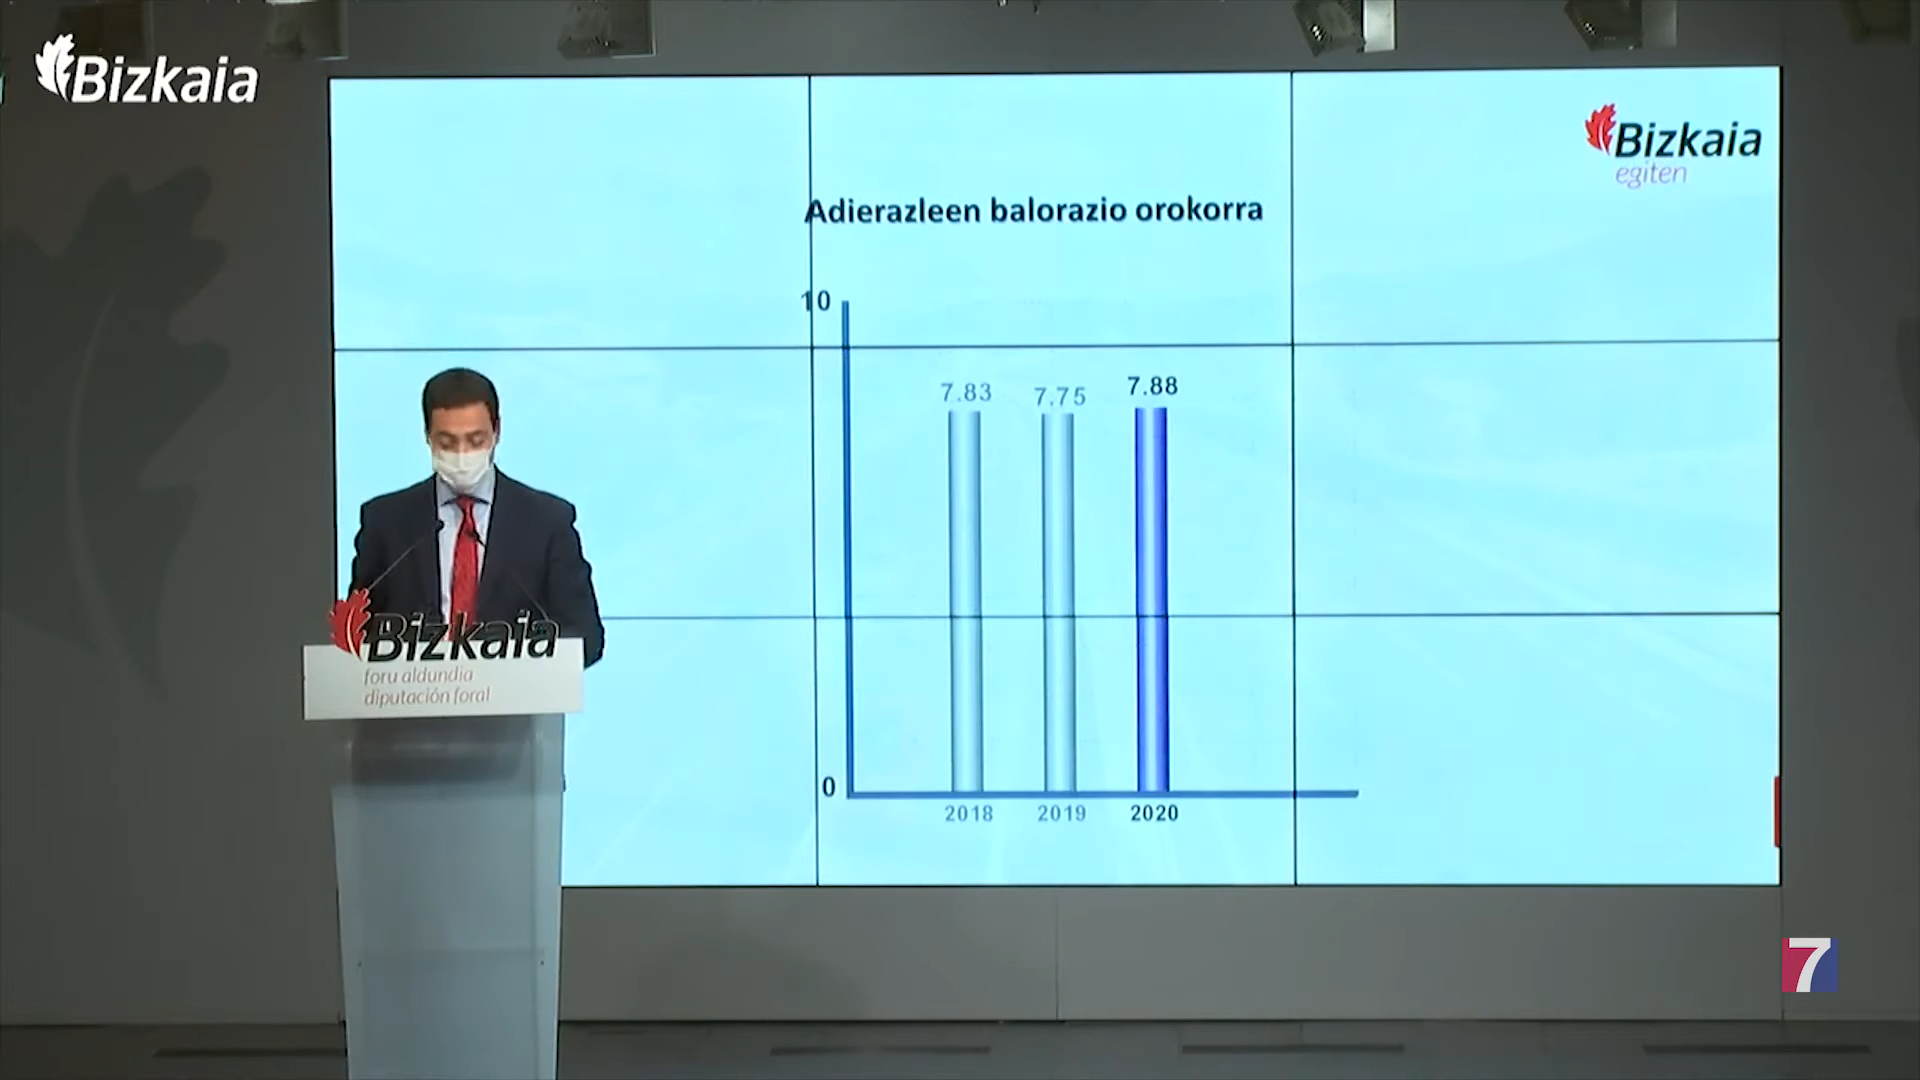 Bizkaia
Bizkaia
egiten
Adierazleen balorazio orokorra
10
7.83
7.75
7.88
0
2018
2019
2020
Bizkaia
foru aldundia
diputación foral
7